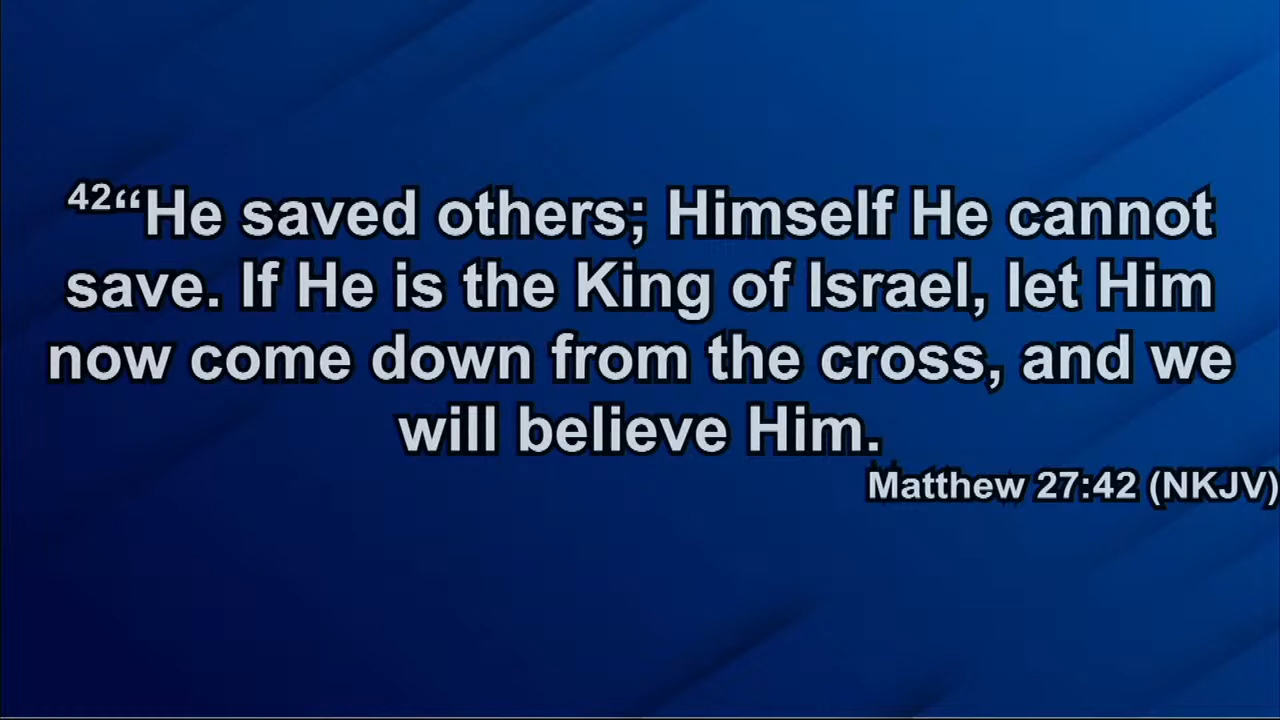 42“He saved others; Himself He cannot
save. If He is the King of Israel, let Him
now come down from the cross, and we
will believe Him.
Matthew 27:42 (NKJV)